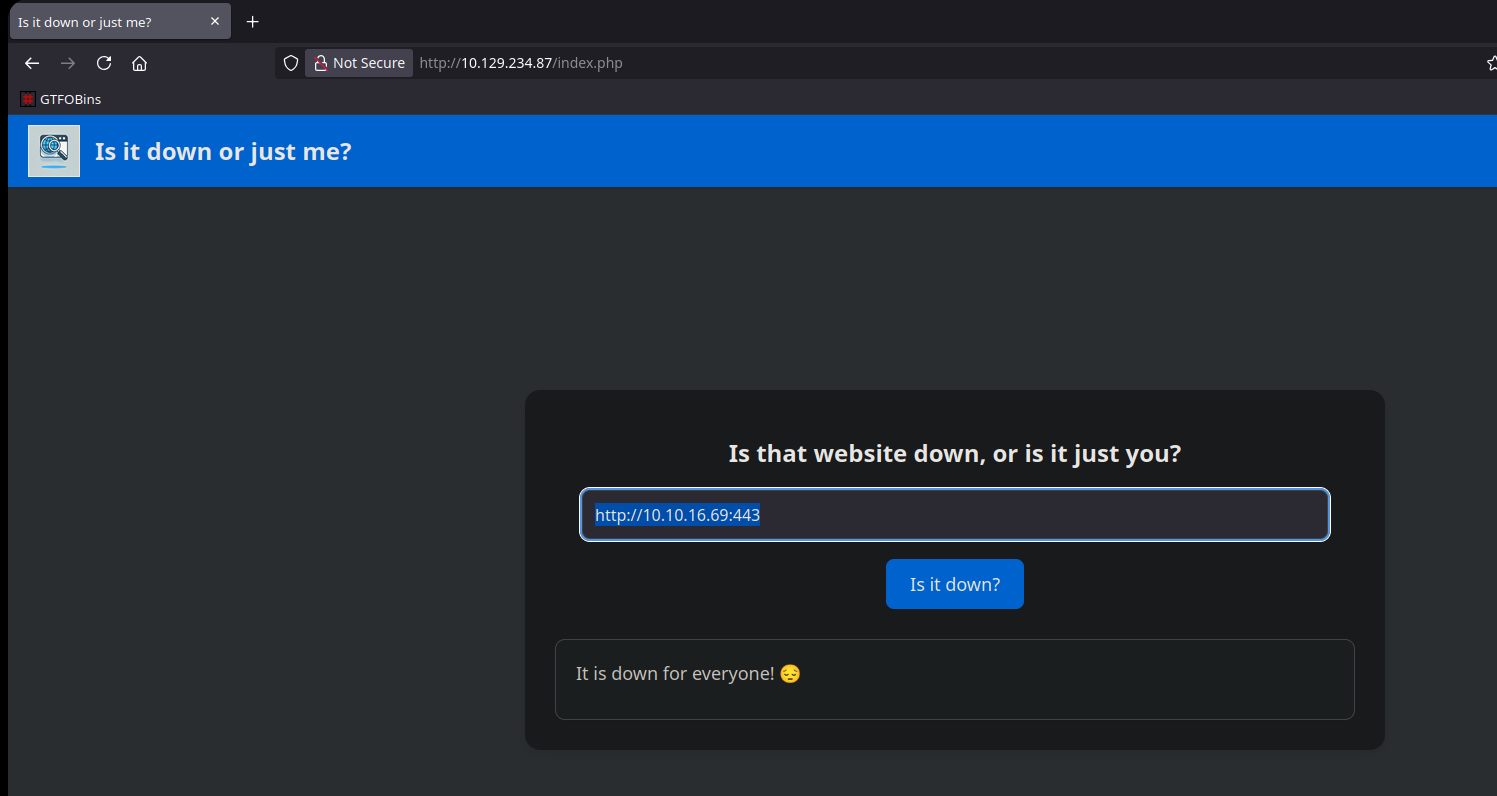 Is it down or just me?
Not Secure http://10.129.234.87/index.php
GTFOBins
Is it down or just me?
Is that website down, or is it just you?
http://10.10.16.69:443
Is it down?
It is down for everyone! 😔